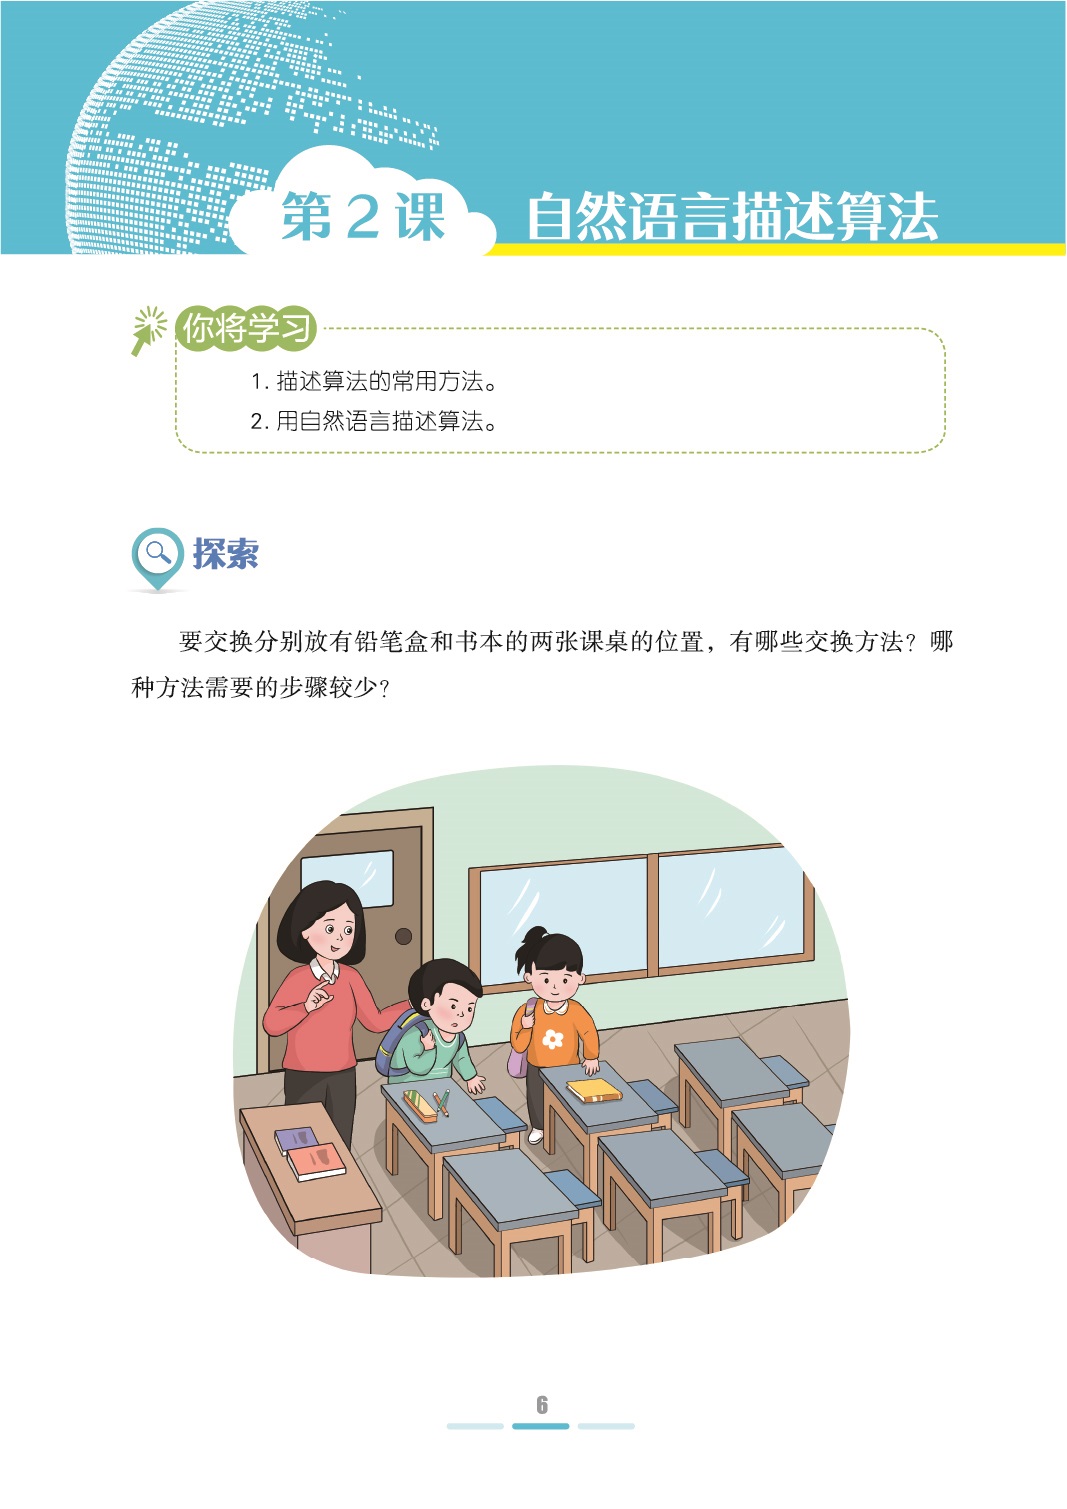 第2课 自然语言描述算法
你将学习
1. 描述算法的常用方法。
2. 用自然语言描述算法。
探索
要交换分别放有铅笔盒和书本的两张课桌的位置，有哪些交换方法？哪
种方法需要的步骤较少？
6